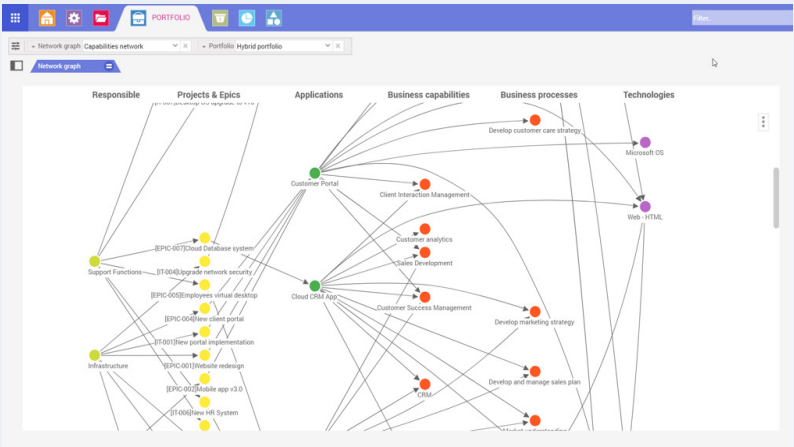 PORTFOLIO
Filter...
Network graph Capabilities network
Portfolio Hybrid portfolio
Network graph
Responsible
Projects & Epics
Applications
Business capabilities
Business processes
Technologies
Develop customer care strategy
Microsoft OS
Customer Portal
Client Interaction Management
Web - HTML
Customer analytics
[EPIC-007]Cloud Database system
Sales Development
Support Functions
[IT-004]Upgrade network security
[EPIC-005]Employees virtual desktop
Cloud CRM App
Customer Success Management
[EPIC-004]New client portal
Develop marketing strategy
[IT-001]New portal implementation
Infrastructure
[EPIC-001]Website redesign
Develop and manage sales plan
[EPIC-002]Mobile app v3.0
CRM
[IT-006]New HR System